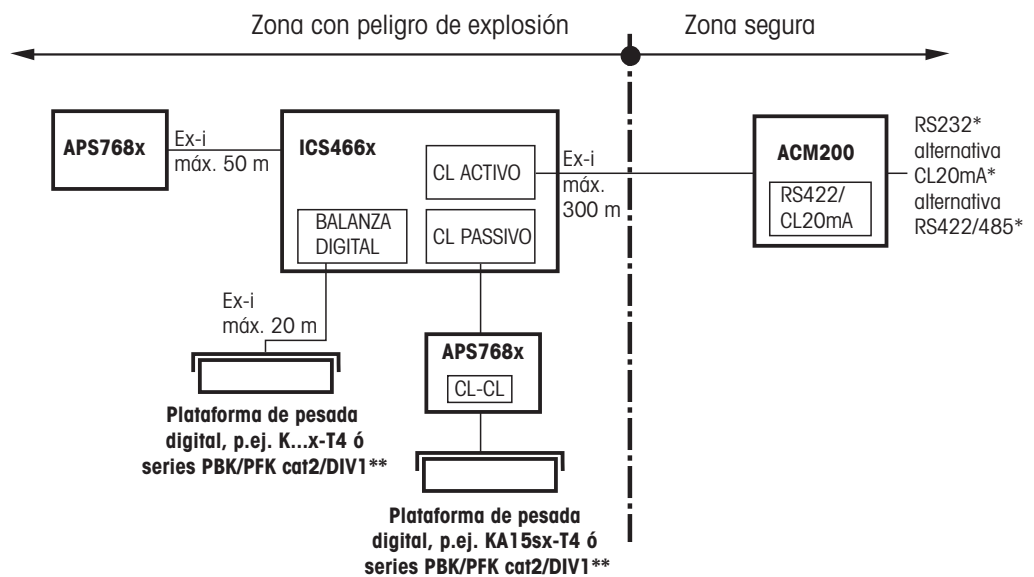 Zona con peligro de explosión
Zona segura
APS768x
Ex-i
máx. 50 m
ICS466x
CL ACTIVO
BALANZA
DIGITAL
CL PASSIVO
Ex-i
máx.
300 m
ACM200
RS422/
CL20mA
RS232*
alternativa
CL20mA*
alternativa
RS422/485*
Ex-i
máx. 20 m
APS768x
CL-CL
Plataforma de pesada
digital, p.ej. K...x-T4 ó
series PBK/PFK cat2/DIV1**
Plataforma de pesada
digital, p.ej. KA15sx-T4 ó
series PBK/PFK cat2/DIV1**